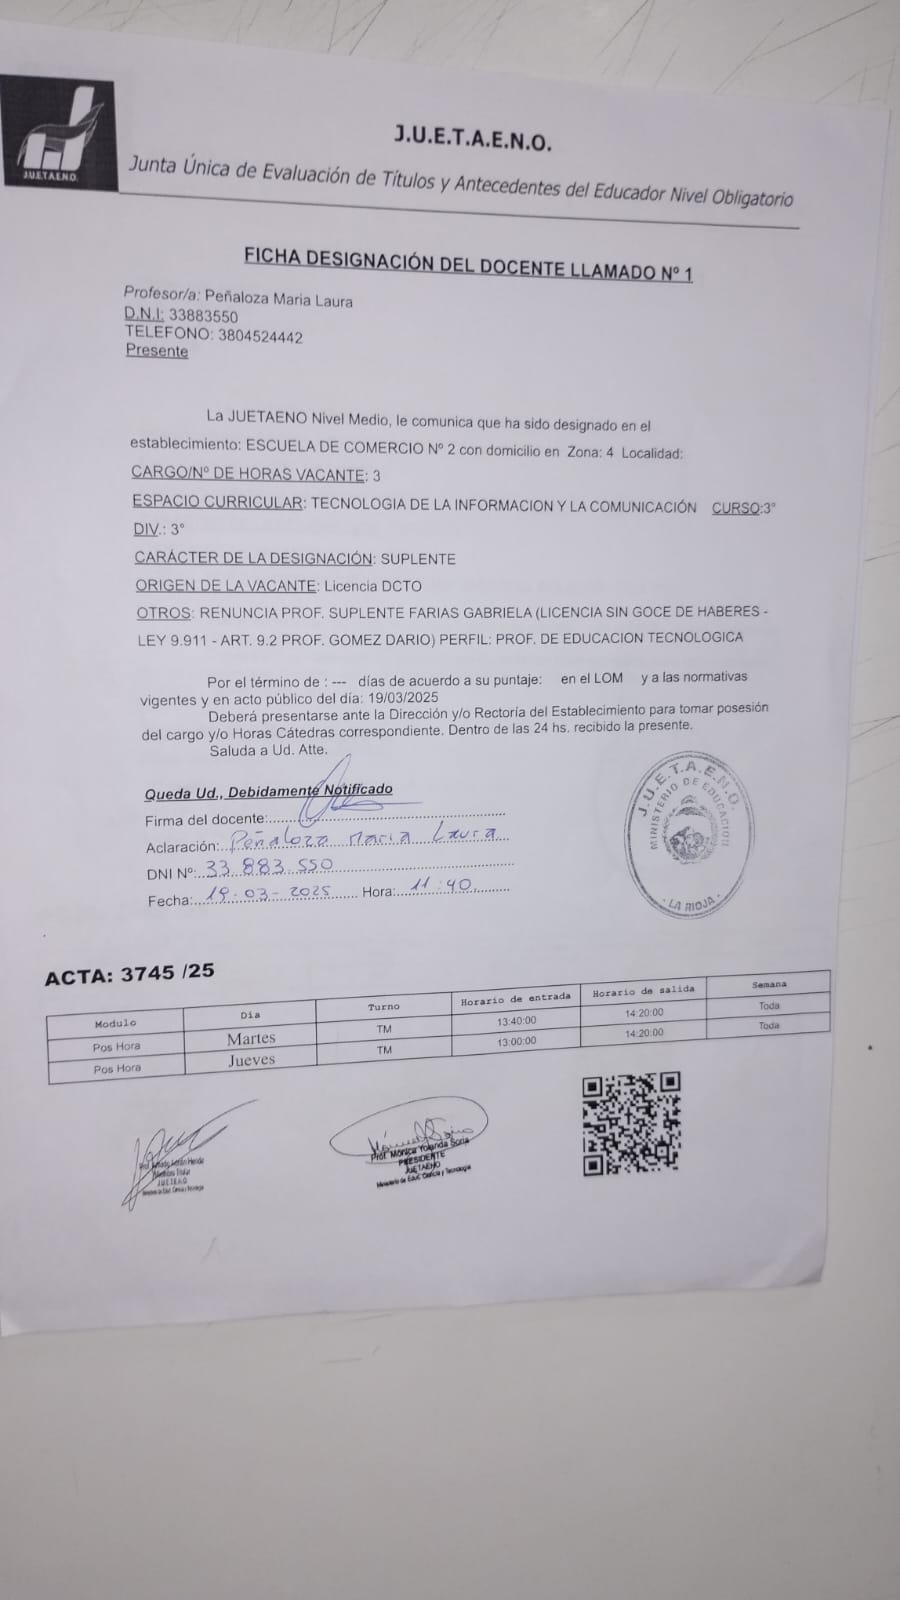 J.U.E.T.A.E.N.O.
J.U.E.T.A.E.N.O.
Junta Única de Evaluación de Títulos y Antecedentes del Educador Nivel Obligatorio
FICHA DESIGNACIÓN DEL DOCENTE LLAMADO Nº 1
Profesor/a: Peñaloza Maria Laura
D.N.I: 33883550
TELEFONO: 3804524442
Presente
La JUETAENO Nivel Medio, le comunica que ha sido designado en el
establecimiento: ESCUELA DE COMERCIO Nº 2 con domicilio en Zona: 4 Localidad:
CARGO/Nº DE HORAS VACANTE: 3
ESPACIO CURRICULAR: TECNOLOGIA DE LA INFORMACION Y LA COMUNICACIÓN CURSO:3°
DIV.: 3°
CARÁCTER DE LA DESIGNACIÓN: SUPLENTE
ORIGEN DE LA VACANTE: Licencia DCTO
OTROS: RENUNCIA PROF. SUPLENTE FARIAS GABRIELA (LICENCIA SIN GOCE DE HABERES -
LEY 9.911 - ART. 9.2 PROF. GOMEZ DARIO) PERFIL: PROF. DE EDUCACION TECNOLOGICA
Por el término de : --- días de acuerdo a su puntaje: en el LOM y a las normativas
vigentes y en acto público del día: 19/03/2025
Deberá presentarse ante la Dirección y/o Rectoría del Establecimiento para tomar posesión
del cargo y/o Horas Cátedras correspondiente. Dentro de las 24 hs. recibido la presente.
Saluda a Ud. Atte.
Queda Ud., Debidamente Notificado
Firma del docente:
Aclaración: Peñaloza Maria Laura
DNI Nº: 33.883.550
Fecha: 19-03-2025 Hora: 11:40
J.U.E.T.A.E.N.O.
MINISTERIO DE EDUCACION
- LA RIOJA -
ACTA: 3745 /25
Modulo Dia Turno Horario de entrada Horario de salida Semana
Pos Hora Martes TM 13:40:00 14:20:00 Toda
Pos Hora Jueves TM 13:00:00 14:20:00 Toda
J.U.E.T.A.E.N.O
Prof. Mónica Yolanda Soria
PRESIDENTE
JUETAENO
Ministerio de Educ. Ciencia y Tecnología